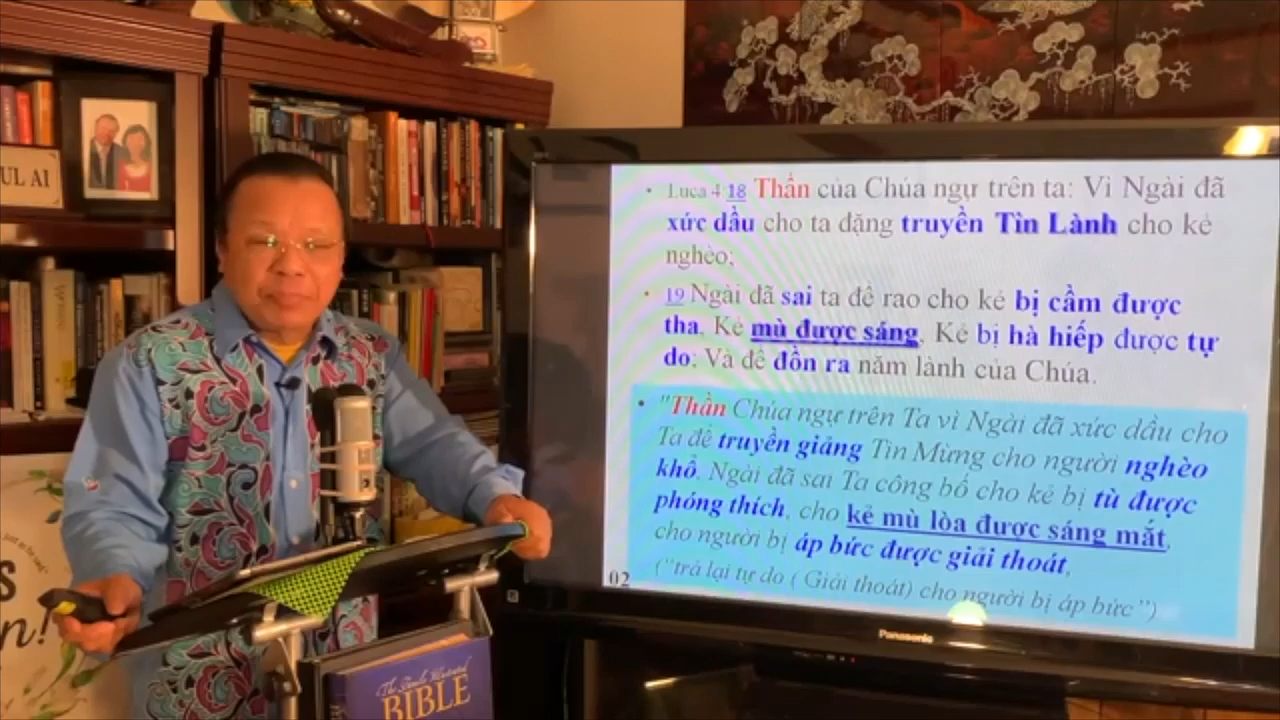 UL AI
Luca 4:18 Thần của Chúa ngự trên ta: Vì Ngài đã
xức dầu cho ta đặng truyền Tin Lành cho kẻ
nghèo;
19 Ngài đã sai ta để rao cho kẻ bị cầm được
tha, Kẻ mù được sáng, Kẻ bị hà hiếp được tự
do; Và để đồn ra năm lành của Chúa.
"Thần Chúa ngự trên Ta vì Ngài đã xức dầu cho
Ta để truyền giảng Tin Mừng cho người nghèo
khổ. Ngài đã sai Ta công bố cho kẻ bị tù được
phóng thích, cho kẻ mù lòa được sáng mắt,
cho người bị áp bức được giải thoát,
("trả lại tự do ( Giải thoát) cho người bị áp bức")
02
Panasonic
s
n!
The Family Illustrated
BIBLE